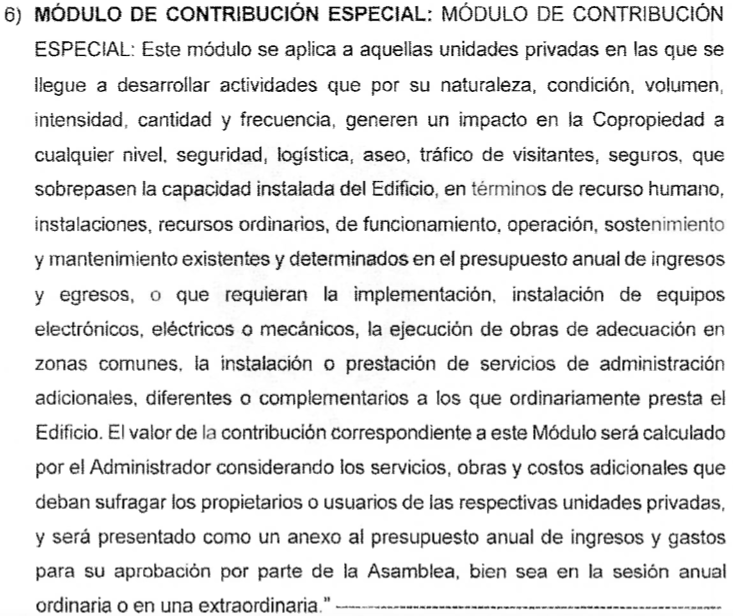 6) MÓDULO DE CONTRIBUCIÓN ESPECIAL: MÓDULO DE CONTRIBUCIÓN
ESPECIAL: Este módulo se aplica a aquellas unidades privadas en las que se
llegue a desarrollar actividades que por su naturaleza, condición, volumen,
intensidad, cantidad y frecuencia, generen un impacto en la Copropiedad a
cualquier nivel, seguridad, logística, aseo, tráfico de visitantes, seguros, que
sobrepasen la capacidad instalada del Edificio, en términos de recurso humano,
instalaciones, recursos ordinarios, de funcionamiento, operación, sostenimiento
y mantenimiento existentes y determinados en el presupuesto anual de ingresos
y egresos, o que requieran la implementación, instalación de equipos
electrónicos, eléctricos o mecánicos, la ejecución de obras de adecuación en
zonas comunes, la instalación o prestación de servicios de administración
adicionales, diferentes o complementarios a los que ordinariamente presta el
Edificio. El valor de la contribución correspondiente a este Módulo será calculado
por el Administrador considerando los servicios, obras y costos adicionales que
deban sufragar los propietarios o usuarios de las respectivas unidades privadas,
y será presentado como un anexo al presupuesto anual de ingresos y gastos
para su aprobación por parte de la Asamblea, bien sea en la sesión anual
ordinaria o en una extraordinaria." ----------------------------------------------------